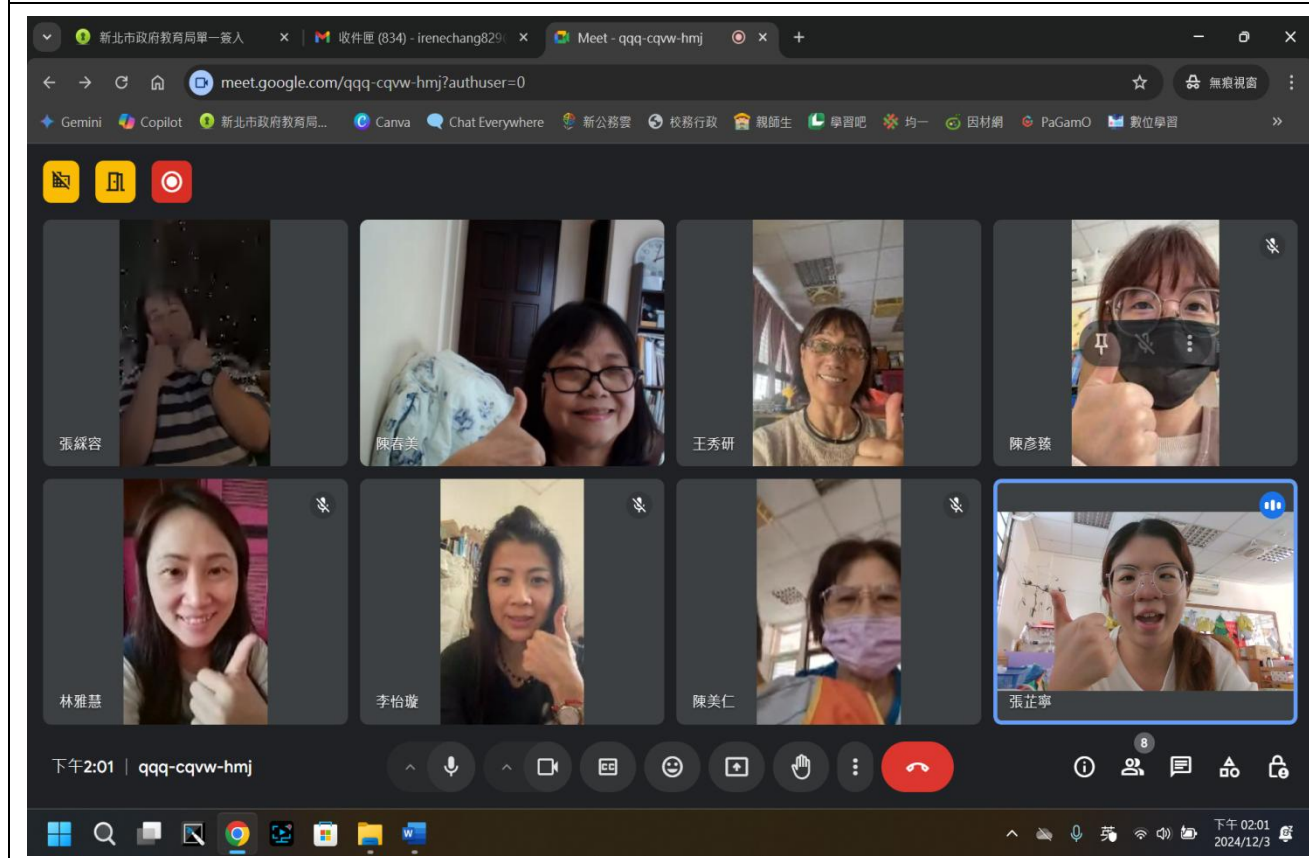 新北市政府教育局單一簽入
收件匣 (834) - irenechang829
Meet - qqq-cqvw-hmj
meet.google.com/qqq-cqvw-hmj?authuser=0
無痕視窗
Gemini Copilot 新北市政府教育局... Canva Chat Everywhere 新公務雲 校務行政 親師生 學習吧 均一 因材網 PaGamO 數位學習 »
張綵容
陳春美
王秀研
陳彥臻
林雅慧
李怡璇
陳美仁
張芷寧
下午2:01 | qqq-cqvw-hmj
CC
8
英
下午 02:01
2024/12/3